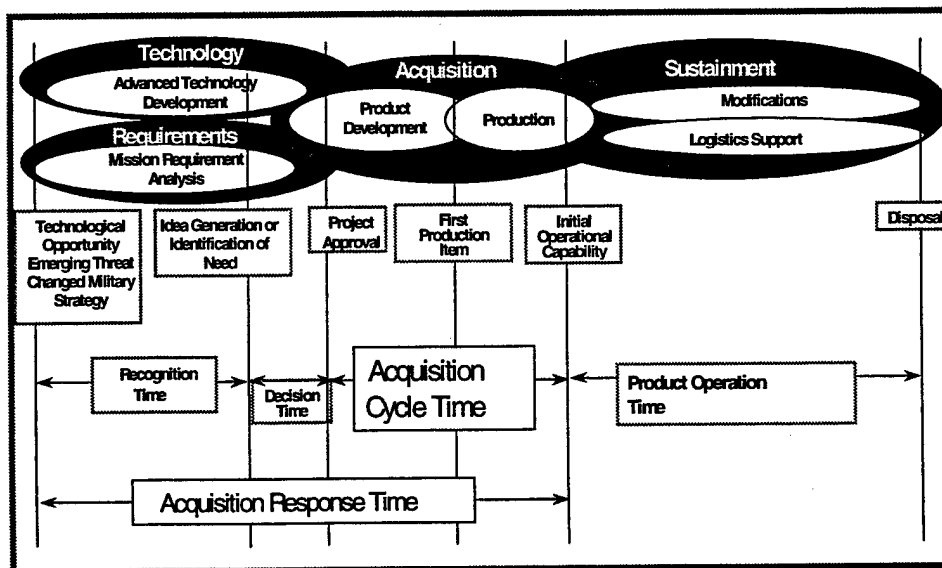 Technology
Advanced Technology
Development
Requirements
Mission Requirement
Analysis
Acquisition
Product
Development
Production
Sustainment
Modifications
Logistics Support
Technological
Opportunity
Emerging Threat
Changed Military
Strategy
Idea Generation or
Identification of
Need
Project
Approval
First
Production
Item
Initial
Operational
Capability
Disposal
Recognition
Time
Decision
Time
Acquisition
Cycle Time
Product Operation
Time
Acquisition Response Time